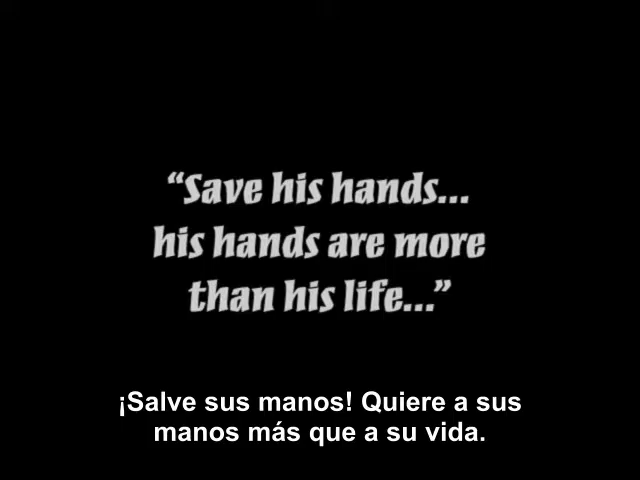 “Save his hands...
his hands are more
than his life...”
¡Salve sus manos! Quiere a sus
manos más que a su vida.